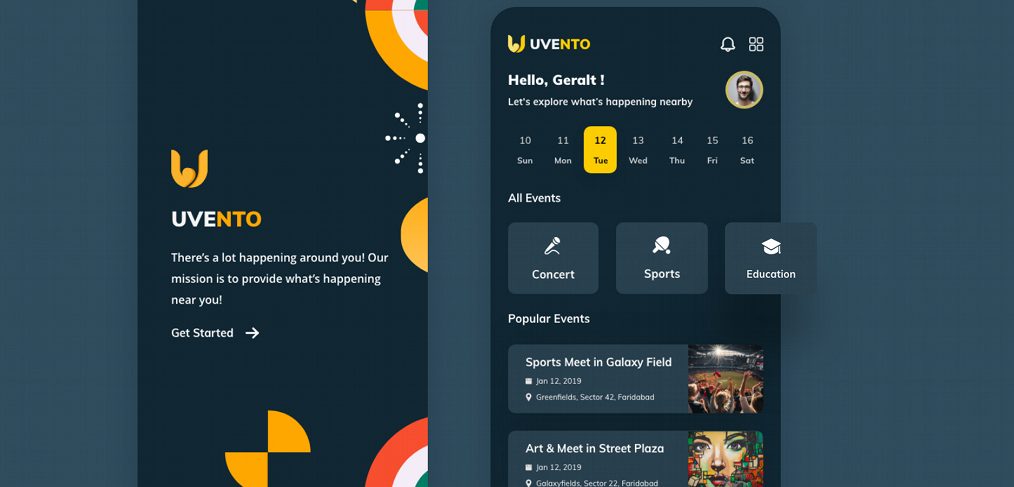 UVENTO
There's a lot happening around you! Our
mission is to provide what's happening
near you!
Get Started
UVENTO
Hello, Geralt !
Let's explore what's happening nearby
10 11 12 13 14 15 16
Sun Mon Tue Wed Thu Fri Sat
All Events
Concert Sports Education
Popular Events
Sports Meet in Galaxy Field
Jan 12, 2019
Greenfields, Sector 42, Faridabad
Art & Meet in Street Plaza
Jan 12, 2019
Galaxyfields, Sector 22, Faridabad